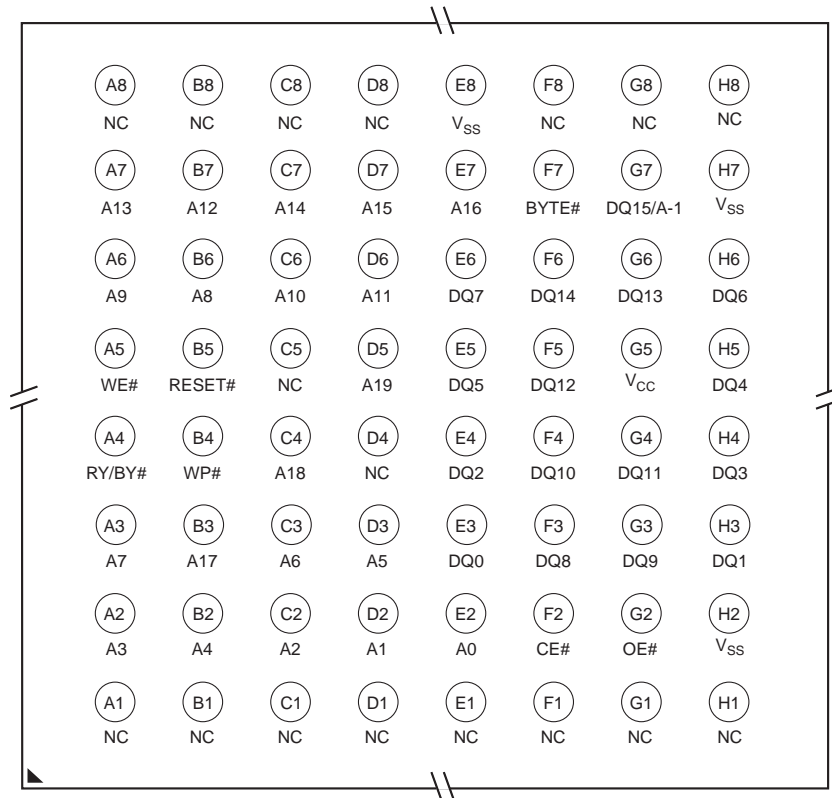 A8 B8 C8 D8 E8 F8 G8 H8
NC NC NC NC VSS NC NC NC
A7 B7 C7 D7 E7 F7 G7 H7
A13 A12 A14 A15 A16 BYTE# DQ15/A-1 VSS
A6 B6 C6 D6 E6 F6 G6 H6
A9 A8 A10 A11 DQ7 DQ14 DQ13 DQ6
A5 B5 C5 D5 E5 F5 G5 H5
WE# RESET# NC A19 DQ5 DQ12 VCC DQ4
A4 B4 C4 D4 E4 F4 G4 H4
RY/BY# WP# A18 NC DQ2 DQ10 DQ11 DQ3
A3 B3 C3 D3 E3 F3 G3 H3
A7 A17 A6 A5 DQ0 DQ8 DQ9 DQ1
A2 B2 C2 D2 E2 F2 G2 H2
A3 A4 A2 A1 A0 CE# OE# VSS
A1 B1 C1 D1 E1 F1 G1 H1
NC NC NC NC NC NC NC NC